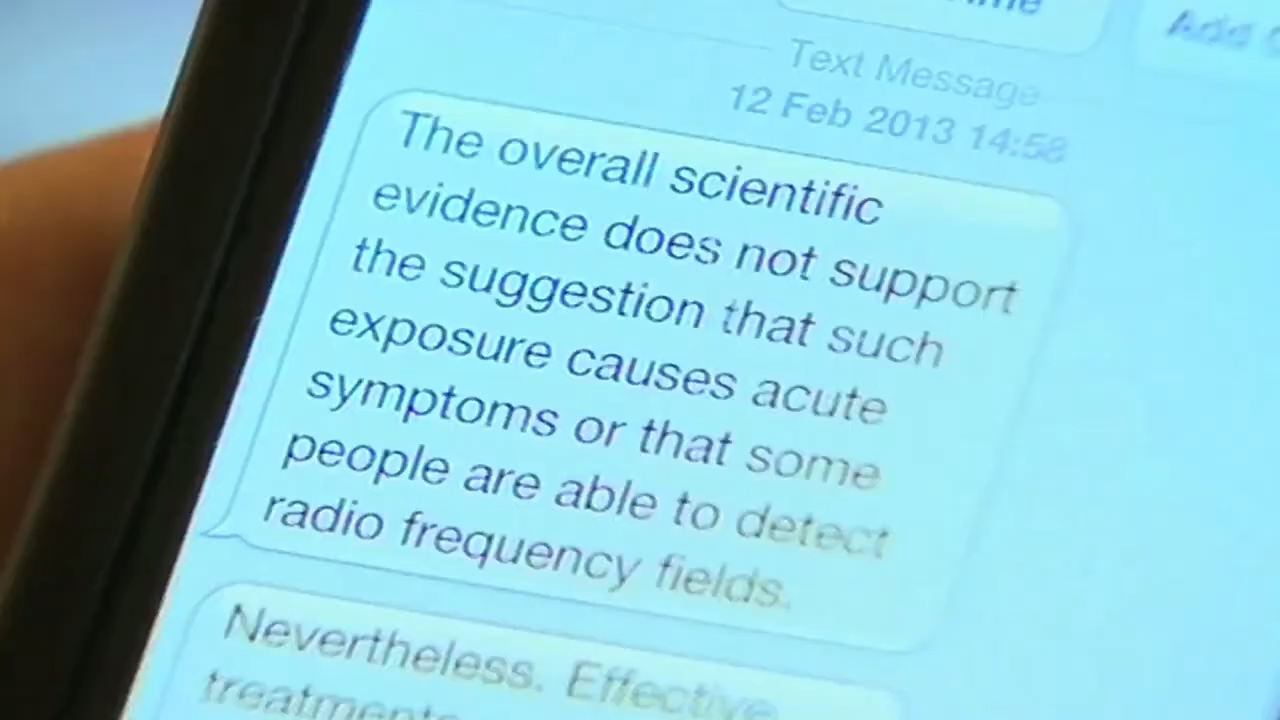 Text Message
12 Feb 2013 14:58
The overall scientific
evidence does not support
the suggestion that such
exposure causes acute
symptoms or that some
people are able to detect
radio frequency fields.
Nevertheless. Effective
treatments